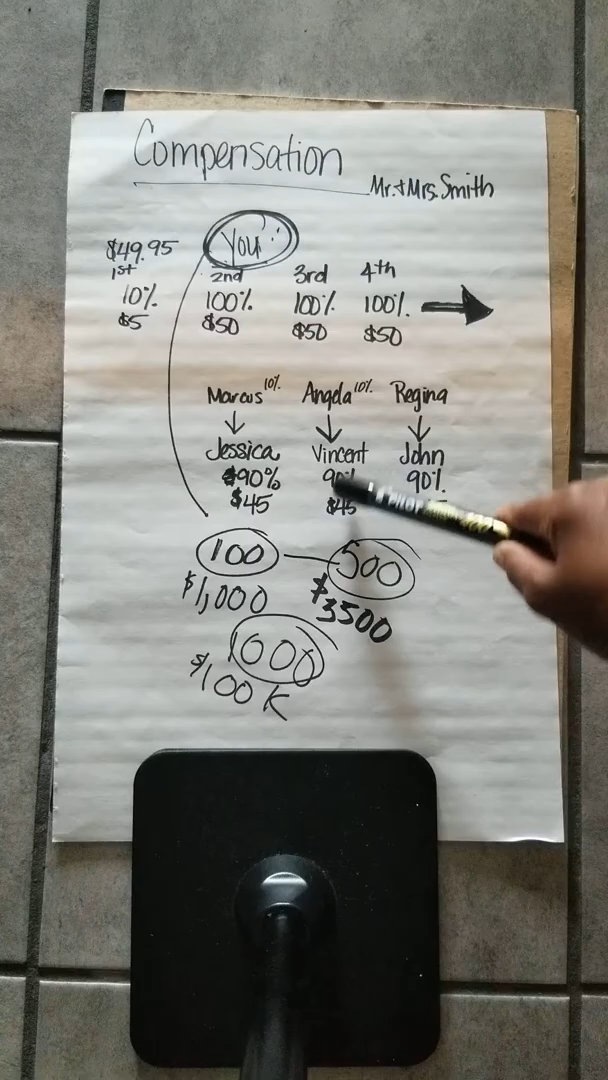 Compensation
Mr.+Mrs. Smith
$49.95 You
1st 2nd 3rd 4th
10% 100% 100% 100%
$5 $50 $50 $50
Marcus 10% Angela 10% Regina
Jessica Vincent John
$90% 90% 90%
$45 $45
100 500
$1,000 $3500
1000
$100 K
PILOT